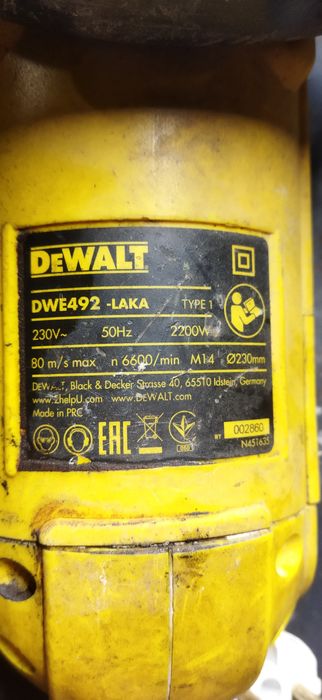 DEWALT
DWE492 -LAKA TYPE 1
230V~ 50Hz 2200W
80 m/s max n 6600/min M14 Ø230mm
DEWALT, Black & Decker Strasse 40, 65510 Idstein, Germany
www.2helpU.com www.DEWALT.com
Made in PRC
EAC
002860
N451635